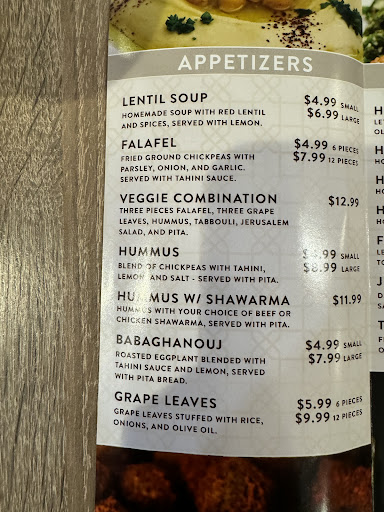 APPETIZERS
LENTIL SOUP $4.99 SMALL
HOMEMADE SOUP WITH RED LENTIL $6.99 LARGE
AND SPICES, SERVED WITH LEMON.
FALAFEL $4.99 6 PIECES
FRIED GROUND CHICKPEAS WITH $7.99 12 PIECES
PARSLEY, ONION, AND GARLIC.
SERVED WITH TAHINI SAUCE.
VEGGIE COMBINATION $12.99
THREE PIECES FALAFEL, THREE GRAPE
LEAVES, HUMMUS, TABBOULI, JERUSALEM
SALAD, AND PITA.
HUMMUS SMALL
BLEND OF CHICKPEAS WITH TAHINI, $8.99 LARGE
LEMON AND SALT - SERVED WITH PITA.
HUMMUS W/ SHAWARMA $11.99
HUMMUS WITH YOUR CHOICE OF BEEF OR
CHICKEN SHAWARMA, SERVED WITH PITA.
BABAGHANOUJ $4.99 SMALL
ROASTED EGGPLANT BLENDED WITH $7.99 LARGE
TAHINI SAUCE AND LEMON, SERVED
WITH PITA BREAD.
GRAPE LEAVES $5.99 6 PIECES
GRAPE LEAVES STUFFED WITH RICE, $9.99 12 PIECES
ONIONS, AND OLIVE OIL.